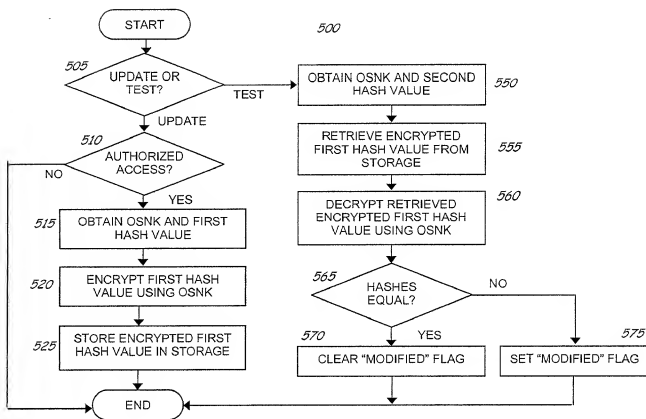 START
500
505
UPDATE OR
TEST?
TEST
UPDATE
510
AUTHORIZED
ACCESS?
NO
YES
515
OBTAIN OSNK AND FIRST
HASH VALUE
520
ENCRYPT FIRST HASH
VALUE USING OSNK
525
STORE ENCRYPTED FIRST
HASH VALUE IN STORAGE
END
OBTAIN OSNK AND SECOND
HASH VALUE
550
RETRIEVE ENCRYPTED
FIRST HASH VALUE FROM
STORAGE
555
DECRYPT RETRIEVED
ENCRYPTED FIRST HASH
VALUE USING OSNK
560
565
HASHES
EQUAL?
NO
YES
570
CLEAR "MODIFIED" FLAG
575
SET "MODIFIED" FLAG